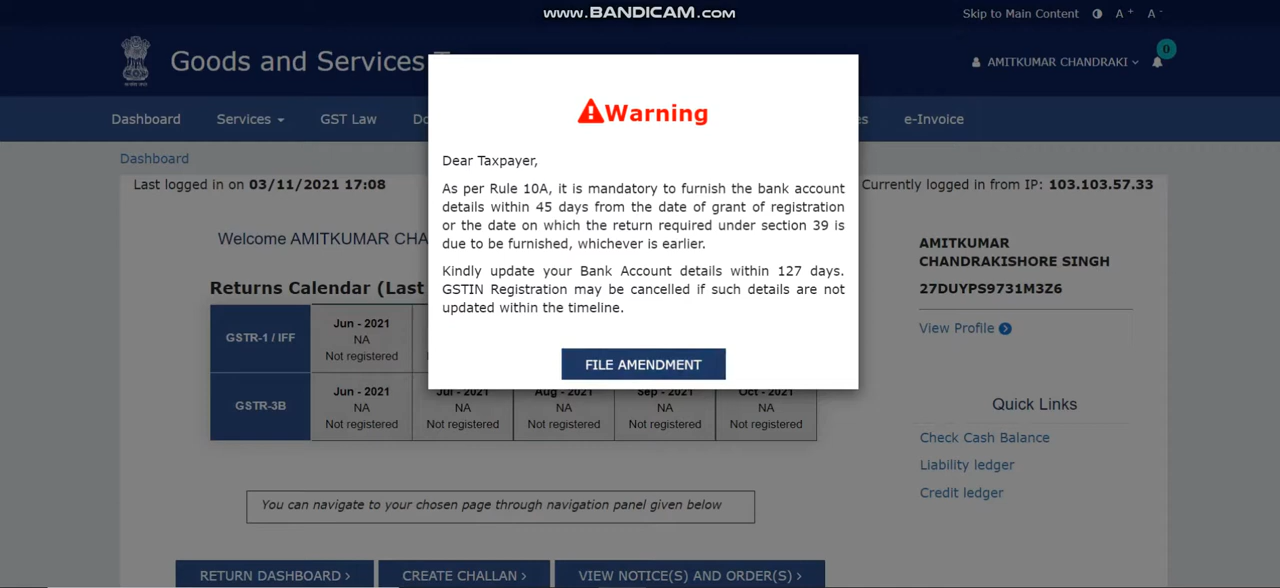 www.BANDICAM.com
Skip to Main Content A + A -
Goods and Services
0
AMITKUMAR CHANDRAKI
Dashboard Services GST Law e-Invoice
Dashboard
Last logged in on 03/11/2021 17:08
Currently logged in from IP: 103.103.57.33
Welcome AMITKUMAR CHA
Returns Calendar (Last
GSTR-1 / IFF
Jun - 2021
NA
Not registered
GSTR-3B
Jun - 2021 Jul - 2021 Aug - 2021 Sep - 2021 Oct - 2021
NA NA NA NA NA
Not registered Not registered Not registered Not registered Not registered
You can navigate to your chosen page through navigation panel given below
RETURN DASHBOARD › CREATE CHALLAN › VIEW NOTICE(S) AND ORDER(S) ›
Warning
Dear Taxpayer,
As per Rule 10A, it is mandatory to furnish the bank account
details within 45 days from the date of grant of registration
or the date on which the return required under section 39 is
due to be furnished, whichever is earlier.
Kindly update your Bank Account details within 127 days.
GSTIN Registration may be cancelled if such details are not
updated within the timeline.
FILE AMENDMENT
AMITKUMAR
CHANDRAKISHORE SINGH
27DUYPS9731M3Z6
View Profile
Quick Links
Check Cash Balance
Liability ledger
Credit ledger